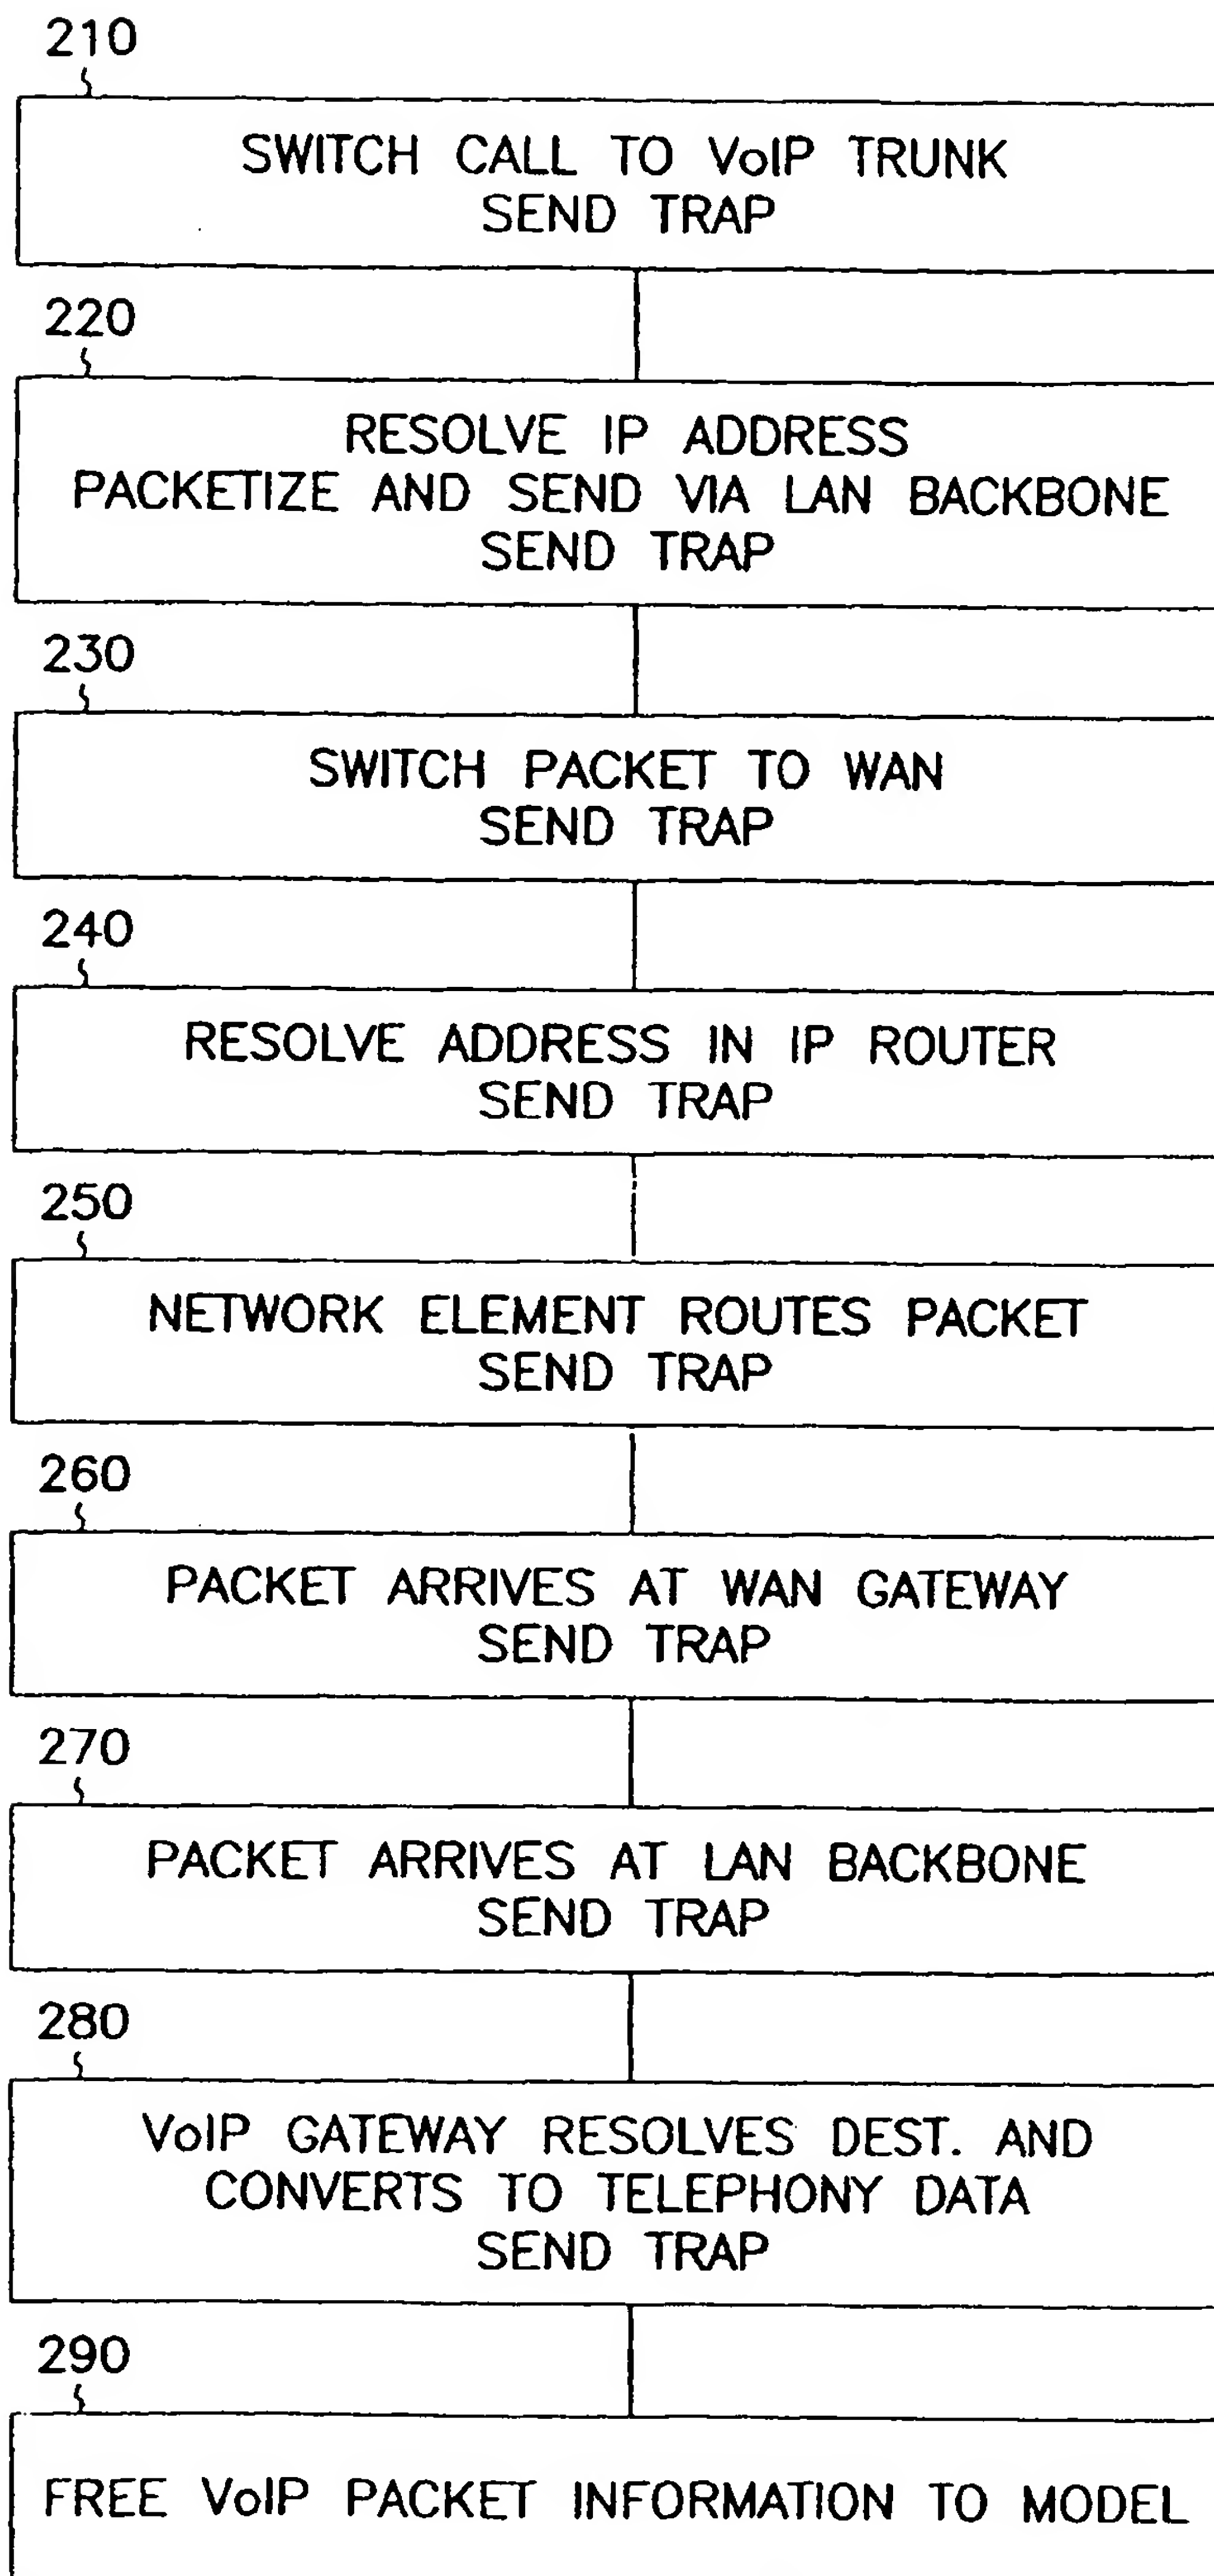 210
SWITCH CALL TO VoIP TRUNK
SEND TRAP
220
RESOLVE IP ADDRESS
PACKETIZE AND SEND VIA LAN BACKBONE
SEND TRAP
230
SWITCH PACKET TO WAN
SEND TRAP
240
RESOLVE ADDRESS IN IP ROUTER
SEND TRAP
250
NETWORK ELEMENT ROUTES PACKET
SEND TRAP
260
PACKET ARRIVES AT WAN GATEWAY
SEND TRAP
270
PACKET ARRIVES AT LAN BACKBONE
SEND TRAP
280
VoIP GATEWAY RESOLVES DEST. AND
CONVERTS TO TELEPHONY DATA
SEND TRAP
290
FREE VoIP PACKET INFORMATION TO MODEL